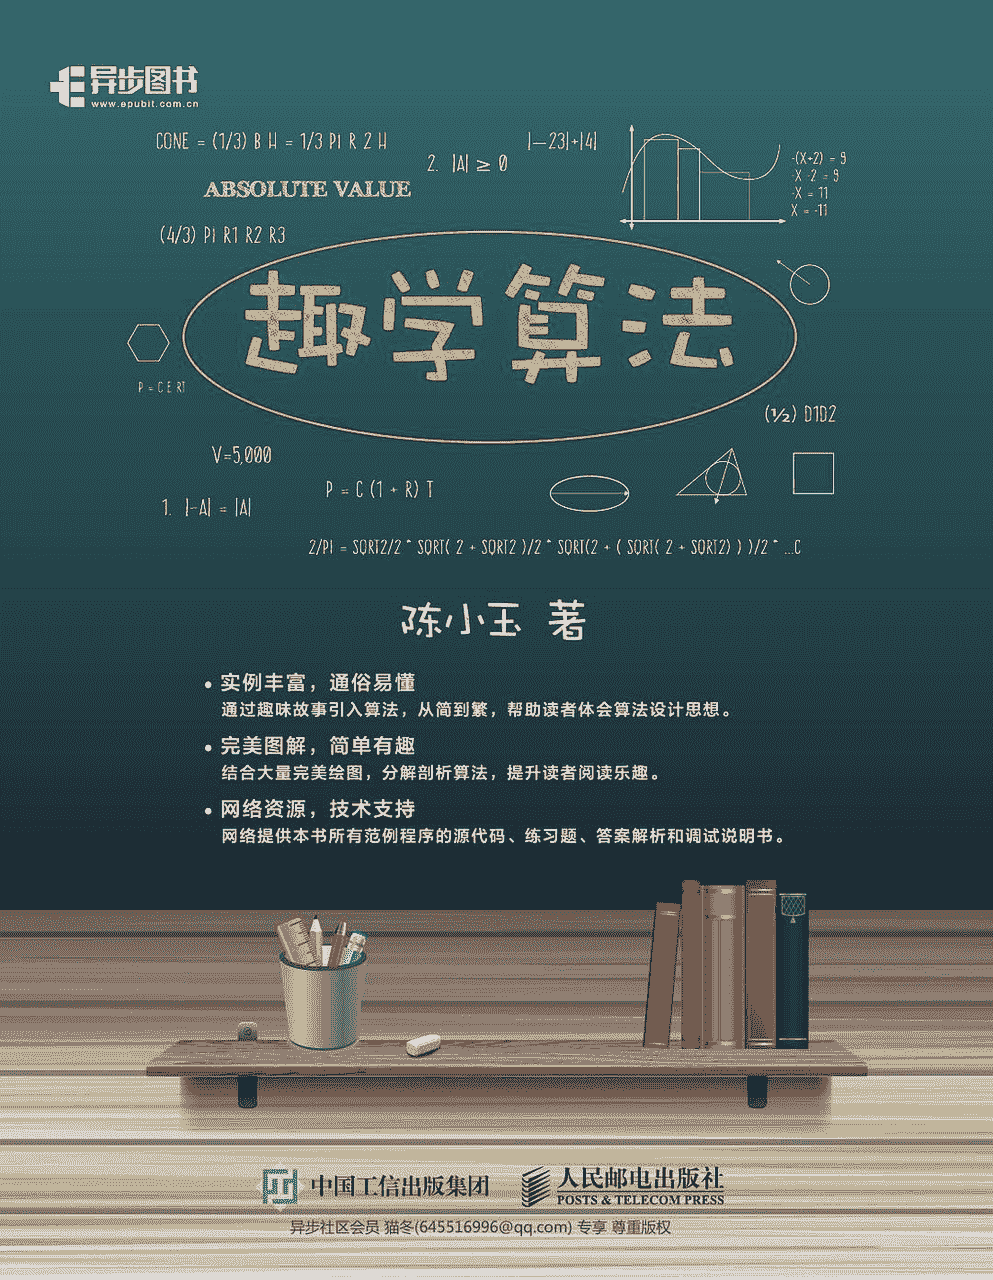 异步图书
www.epubit.com.cn
CONE = (1/3) B H = 1/3 PI R 2 H
2. |A| ≥ 0
|—23|+|4|
ABSOLUTE VALUE
-(X+2) = 9
-X -2 = 9
-X = 11
X = -11
(4/3) PI R1 R2 R3
趣学算法
P = C E RT
(½) D1D2
V=5,000
P = C (1 + R) T
1. |-A| = |A|
2/PI = SQRT2/2 * SQRT( 2 + SQRT2 )/2 * SQRT(2 + ( SQRT( 2 + SQRT2) ) )/2 * ...C
陈小玉 著
• 实例丰富，通俗易懂
通过趣味故事引入算法，从简到繁，帮助读者体会算法设计思想。
• 完美图解，简单有趣
结合大量完美绘图，分解剖析算法，提升读者阅读乐趣。
• 网络资源，技术支持
网络提供本书所有范例程序的源代码、练习题、答案解析和调试说明书。
中国工信出版集团
人民邮电出版社
POSTS & TELECOM PRESS
异步社区会员 猫冬(645516996@qq.com) 专享 尊重版权